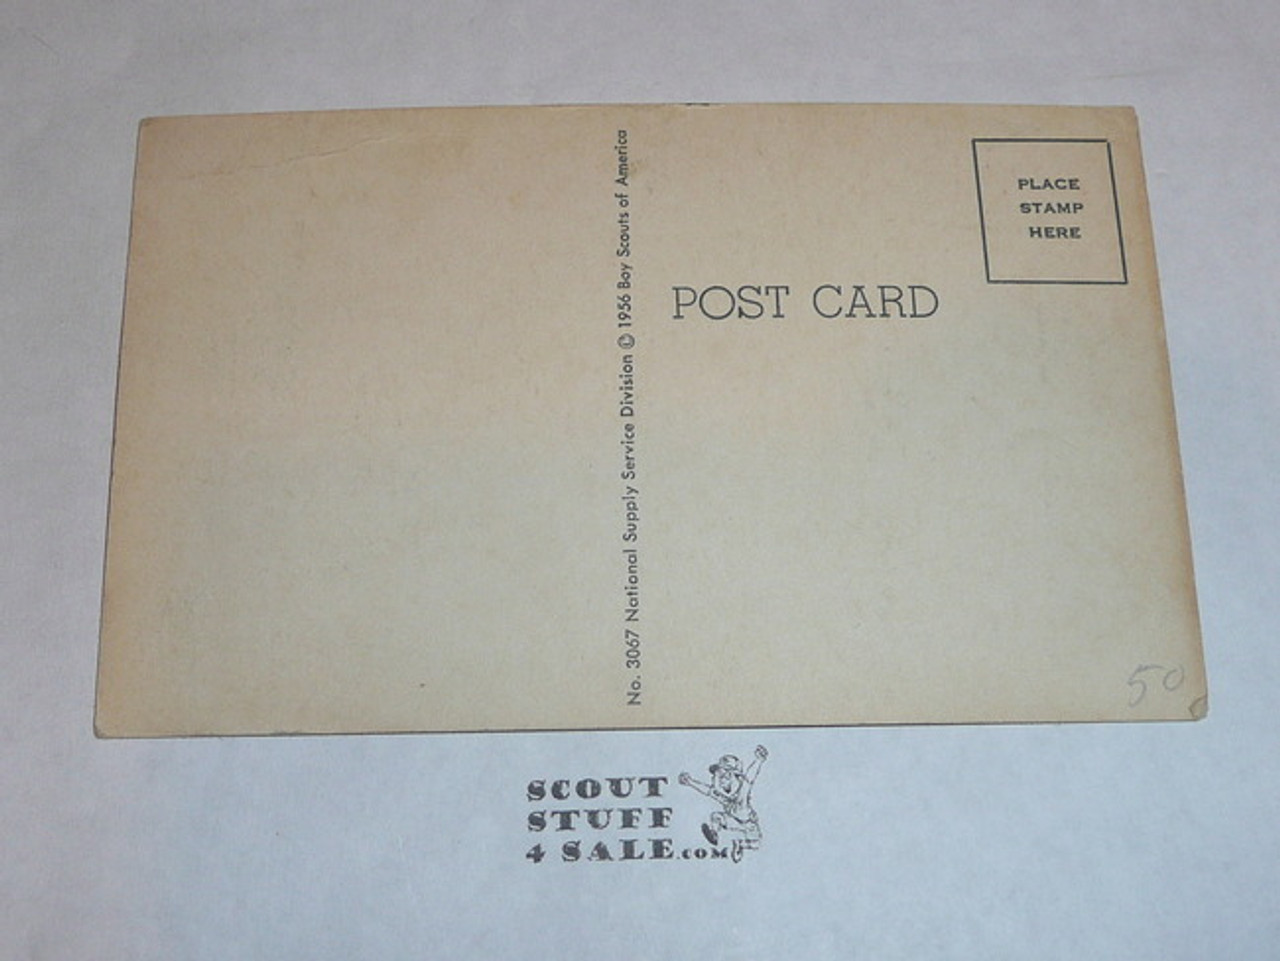 No. 3067 National Supply Service Division © 1956 Boy Scouts of America
PLACE
STAMP
HERE
POST CARD
50
SCOUT
STUFF
4 SALE.COM